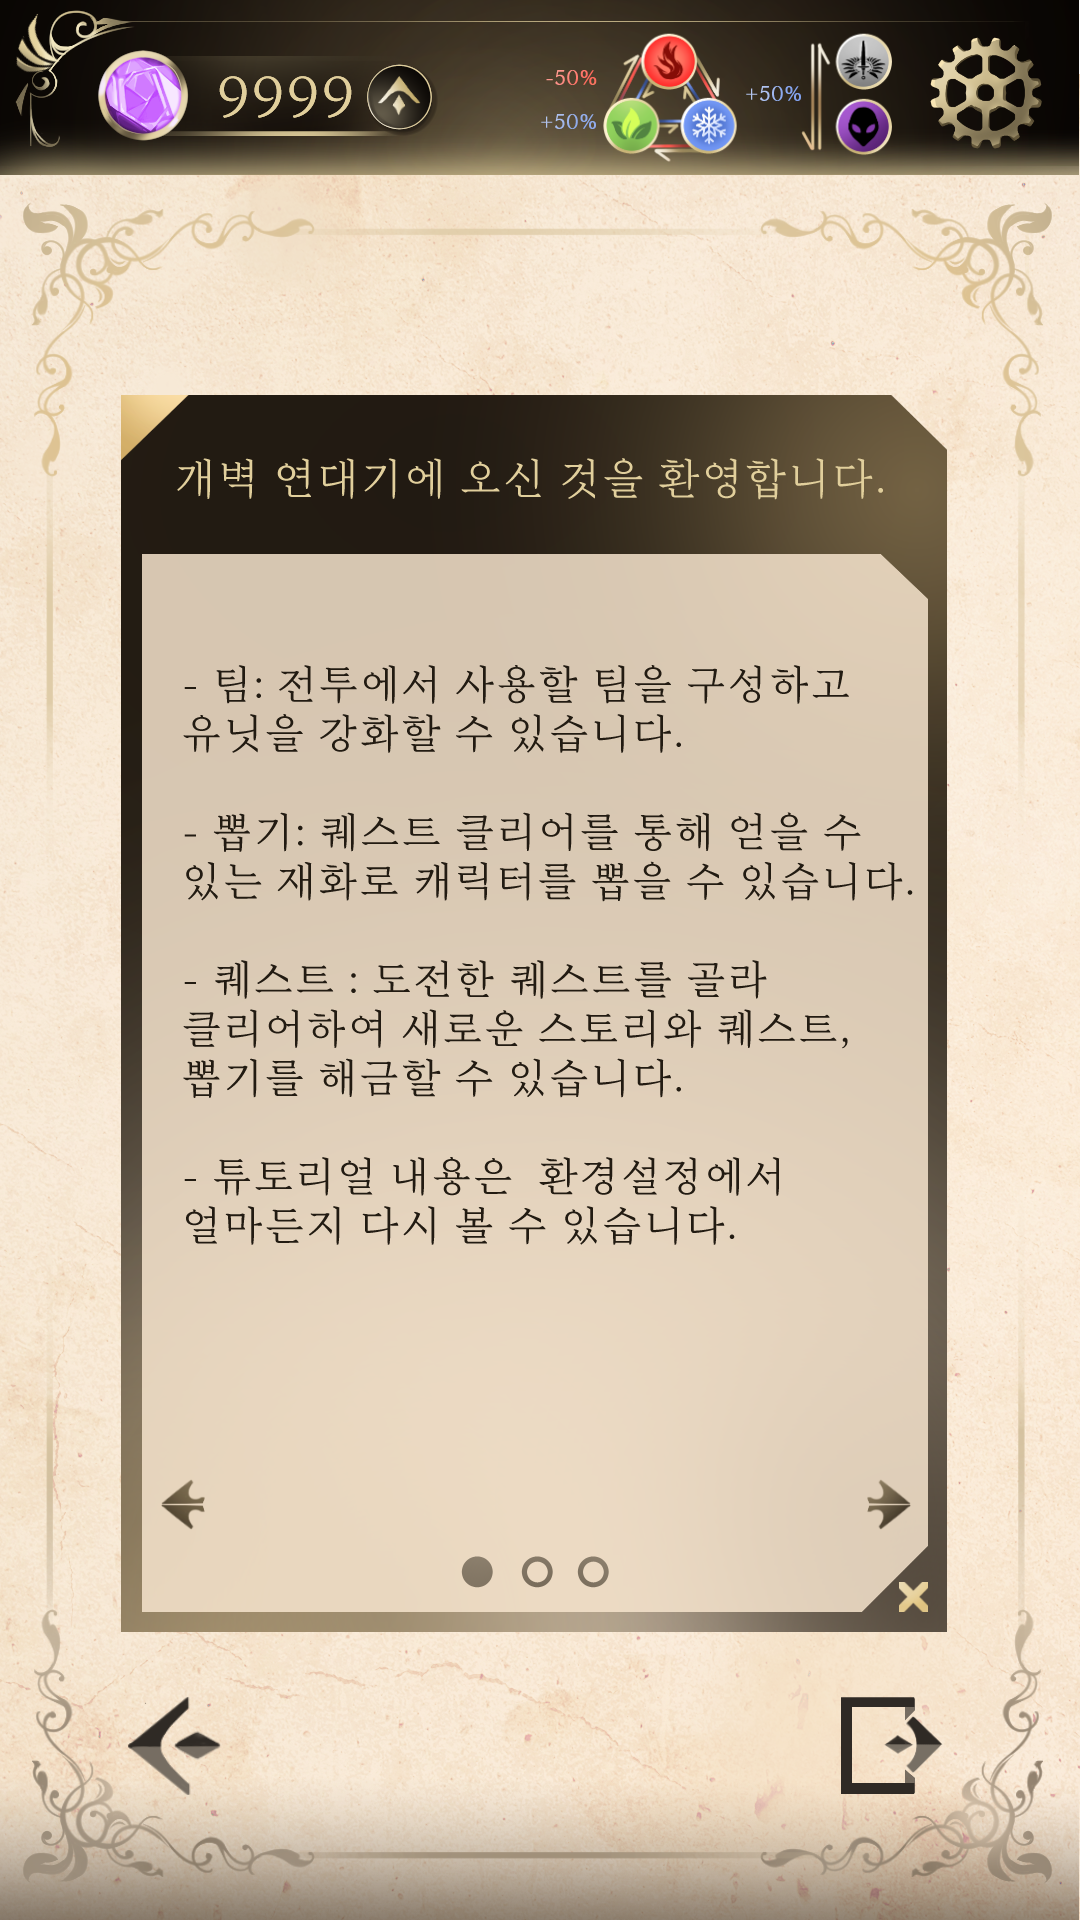 9999
-50%
+50%
+50%
개벽 연대기에 오신 것을 환영합니다.
- 팀: 전투에서 사용할 팀을 구성하고
유닛을 강화할 수 있습니다.
- 뽑기: 퀘스트 클리어를 통해 얻을 수
있는 재화로 캐릭터를 뽑을 수 있습니다.
- 퀘스트 : 도전한 퀘스트를 골라
클리어하여 새로운 스토리와 퀘스트,
뽑기를 해금할 수 있습니다.
- 튜토리얼 내용은  환경설정에서
얼마든지 다시 볼 수 있습니다.